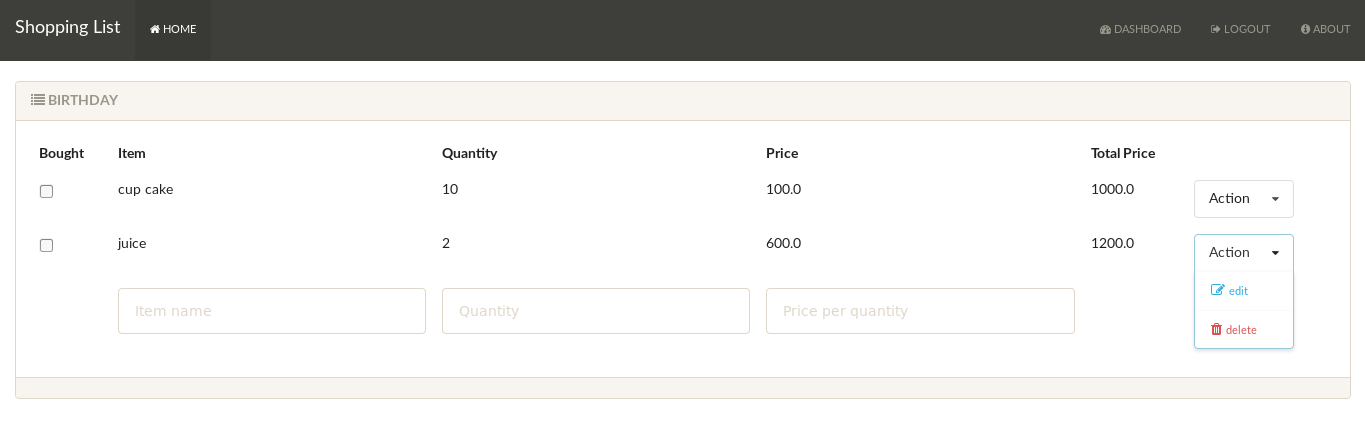 Shopping List HOME DASHBOARD LOGOUT ABOUT
BIRTHDAY
Bought Item Quantity Price Total Price
cup cake 10 100.0 1000.0 Action
juice 2 600.0 1200.0 Action
edit
Item name Quantity Price per quantity
delete